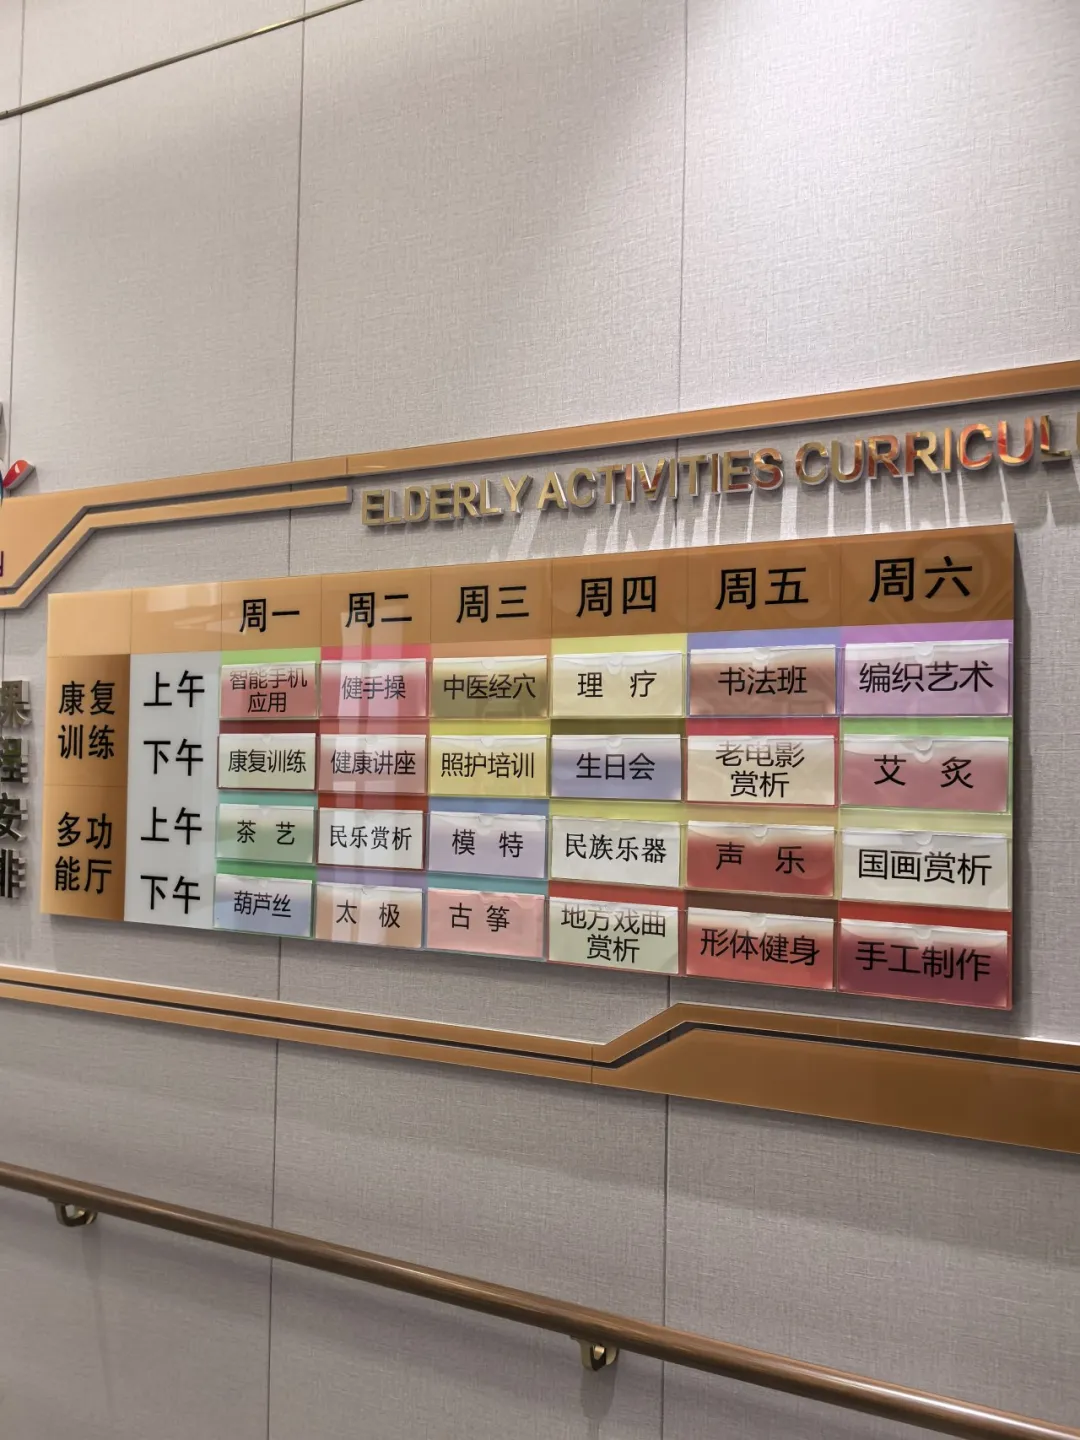 ELDERLY ACTIVITIES CURRICUL
周一 周二 周三 周四 周五 周六
康复训练
上午 智能手机应用 健手操 中医经穴 理疗 书法班 编织艺术
下午 康复训练 健康讲座 照护培训 生日会 老电影赏析 艾灸
多功能厅
上午 茶艺 民乐赏析 模特 民族乐器 声乐 国画赏析
下午 葫芦丝 太极 古筝 地方戏曲赏析 形体健身 手工制作
程
安
排